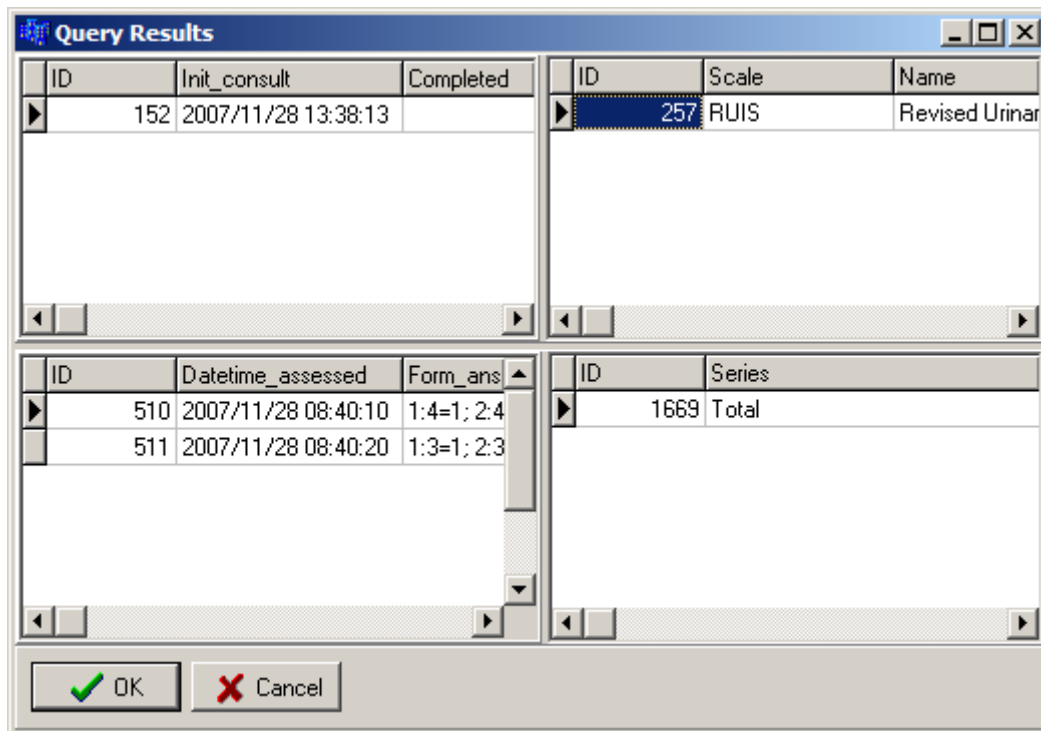 Query Results
ID Init_consult Completed
152 2007/11/28 13:38:13
ID Scale Name
257 RUIS Revised Urinar
ID Datetime_assessed Form_ans
510 2007/11/28 08:40:10 1:4=1; 2:4
511 2007/11/28 08:40:20 1:3=1; 2:3
ID Series
1669 Total
OK Cancel